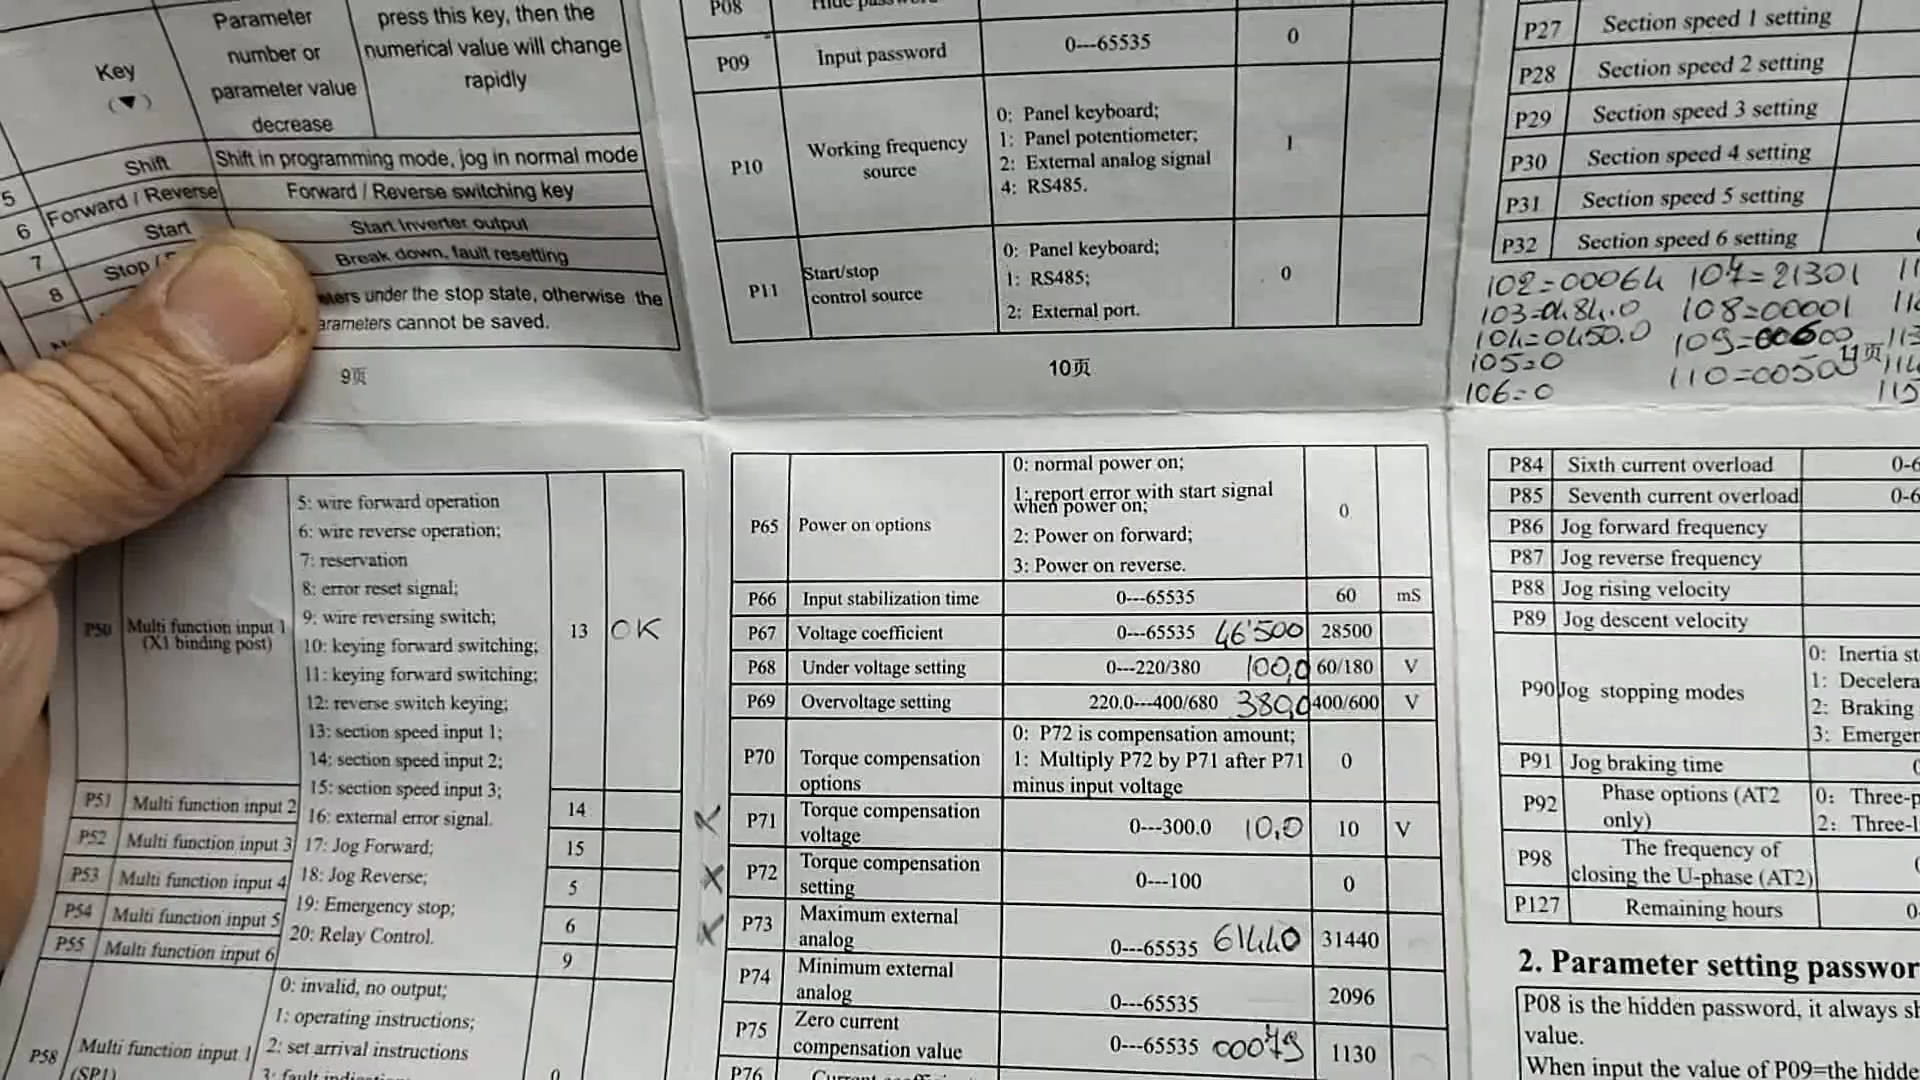 Parameter
number or
parameter value
decrease
press this key, then the
numerical value will change
rapidly
Key
(▼)
5 Shift Shift in programming mode, jog in normal mode
6 Forward / Reverse Forward / Reverse switching key
7 Start Start Inverter output
8 Stop / Break down, fault resetting
under the stop state, otherwise the
cannot be saved.
9页
P08
P09 Input password 0---65535 0
P10 Working frequency
source
0: Panel keyboard;
1: Panel potentiometer;
2: External analog signal
4: RS485.
1
P11 Start/stop
control source
0: Panel keyboard;
1: RS485;
2: External port.
0
10页
P27 Section speed 1 setting
P28 Section speed 2 setting
P29 Section speed 3 setting
P30 Section speed 4 setting
P31 Section speed 5 setting
P32 Section speed 6 setting
102=00064 107=21301
108=00001
104=0450.0
105=0 110=00500
106=0
11页
P50 Multi function input 1
(X1 binding post)
5: wire forward operation
6: wire reverse operation;
7: reservation
8: error reset signal;
9: wire reversing switch;
10: keying forward switching;
11: keying forward switching;
12: reverse switch keying;
13: section speed input 1;
14: section speed input 2;
15: section speed input 3;
16: external error signal.
17: Jog Forward;
18: Jog Reverse;
19: Emergency stop;
20: Relay Control.
13 OK
P51 Multi function input 2 14
P52 Multi function input 3 15
P53 Multi function input 4 5
P54 Multi function input 5 6
P55 Multi function input 6 9
P58 Multi function input 1
(SP1)
0: invalid, no output;
1: operating instructions;
2: set arrival instructions
P65 Power on options
0: normal power on;
1: report error with start signal
when power on;
2: Power on forward;
3: Power on reverse.
0
P66 Input stabilization time 0---65535 60 mS
P67 Voltage coefficient 0---65535 46'500 28500
P68 Under voltage setting 0---220/380 100,0 60/180 V
P69 Overvoltage setting 220.0---400/680 380,0 400/600 V
P70 Torque compensation
options
0: P72 is compensation amount;
1: Multiply P72 by P71 after P71
minus input voltage
0
X P71 Torque compensation
voltage
0---300.0 10,0 10 V
X P72 Torque compensation
setting
0---100 0
X P73 Maximum external
analog
0---65535 61440 31440
P74 Minimum external
analog
0---65535 2096
P75 Zero current
compensation value
0---65535 00079 1130
P76
P84 Sixth current overload 0-6
P85 Seventh current overload 0-6
P86 Jog forward frequency
P87 Jog reverse frequency
P88 Jog rising velocity
P89 Jog descent velocity
P90 Jog stopping modes
0: Inertia st
1: Decelera
2: Braking
3: Emerger
P91 Jog braking time
P92 Phase options (AT2
only)
0: Three-p
2: Three-l
P98 The frequency of
closing the U-phase (AT2)
P127 Remaining hours 0-
2. Parameter setting passwor
P08 is the hidden password, it always sh
value.
When input the value of P09=the hidde